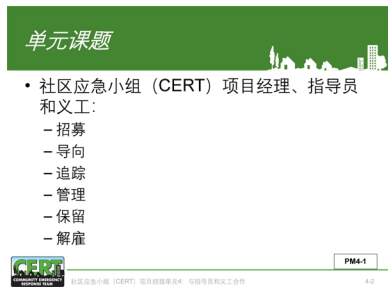 单元课题
• 社区应急小组（CERT）项目经理、指导员
和义工：
– 招募
– 导向
– 追踪
– 管理
– 保留
– 解雇
PM4-1
CERT
COMMUNITY EMERGENCY
RESPONSE TEAM
社区应急小组（CERT）项目经理单元4：与指导员和义工合作
4-2